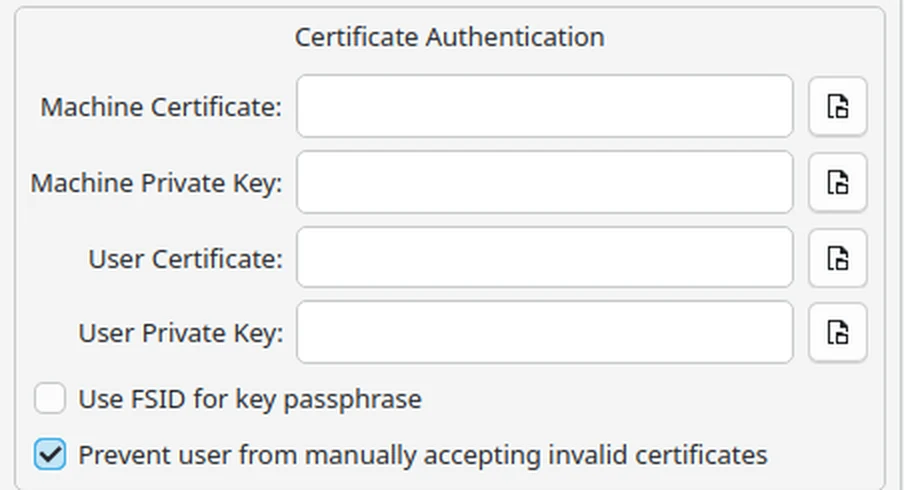 Certificate Authentication
Machine Certificate:
Machine Private Key:
User Certificate:
User Private Key:
Use FSID for key passphrase
Prevent user from manually accepting invalid certificates